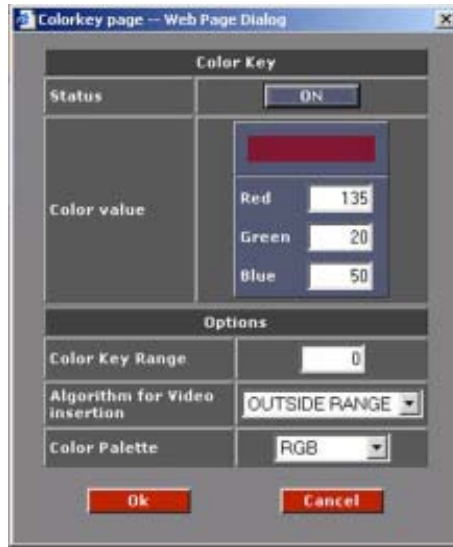 Colorkey page -- Web Page Dialog
Color Key
Status
ON
Color value
Red 135
Green 20
Blue 50
Options
Color Key Range 0
Algorithm for Video
insertion
OUTSIDE RANGE
Color Palette RGB
Ok Cancel